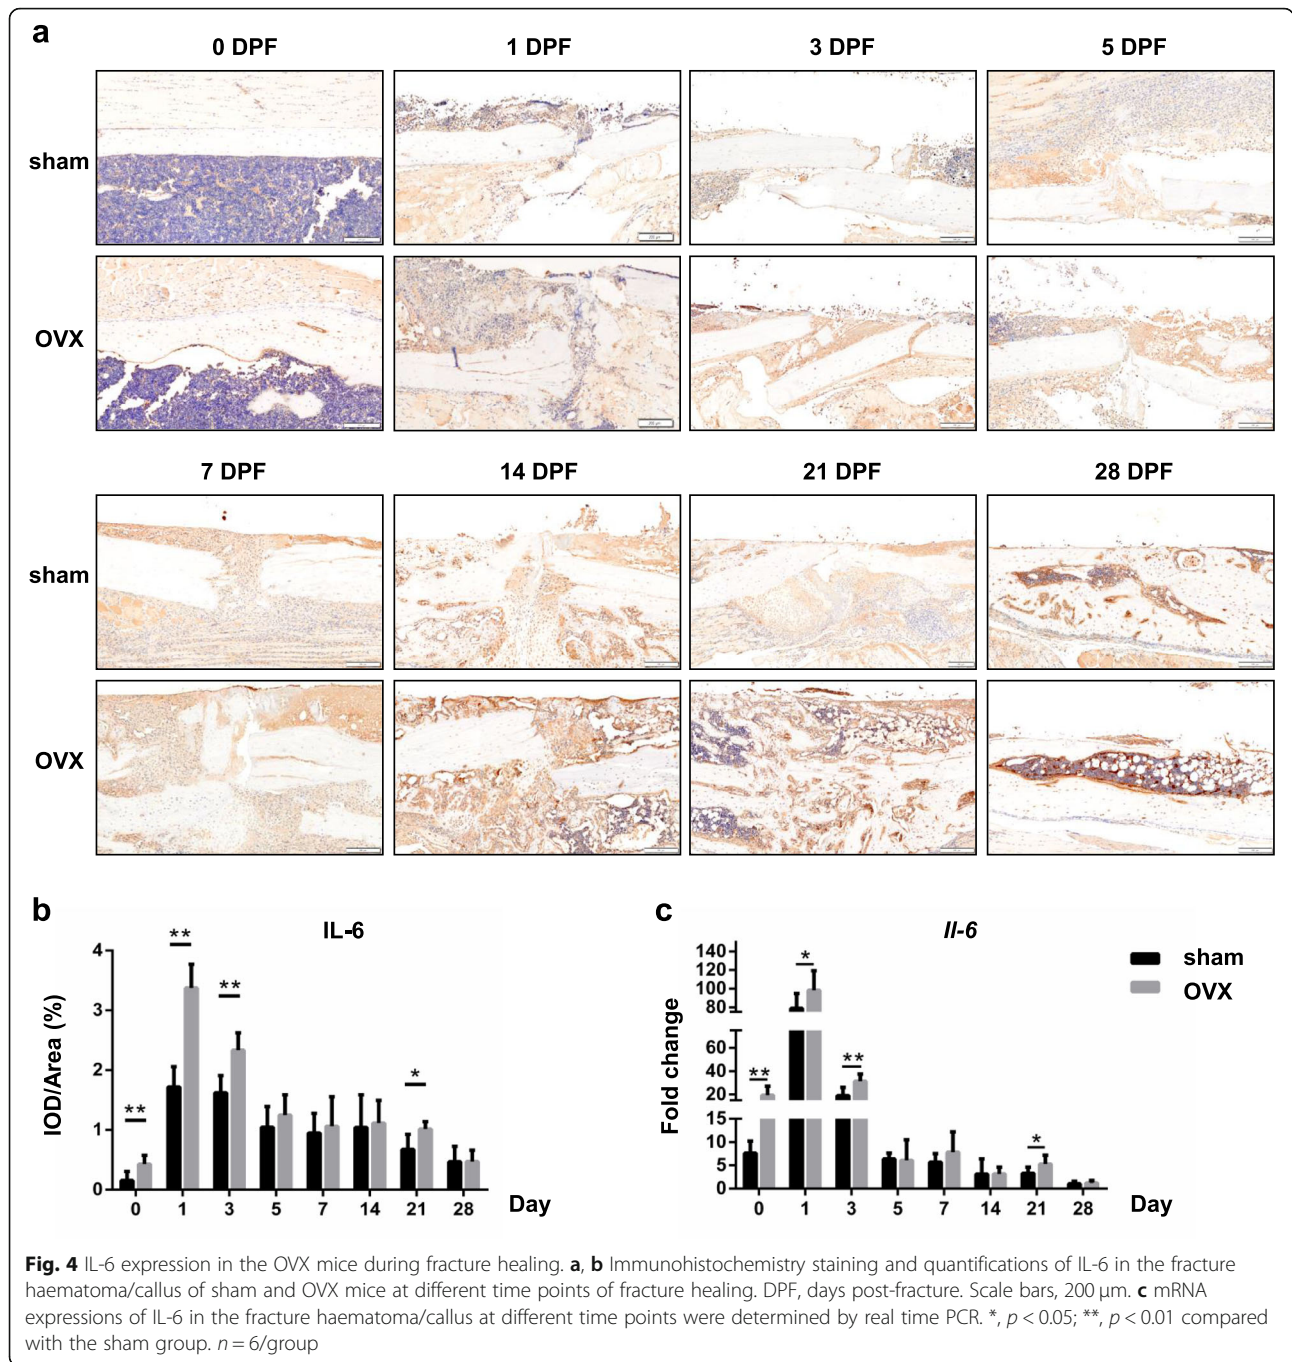 a
0 DPF 1 DPF 3 DPF 5 DPF
sham
OVX
7 DPF 14 DPF 21 DPF 28 DPF
sham
OVX
b
IL-6
IOD/Area (%)
4
3
2
1
0
** ** ** *
0 1 3 5 7 14 21 28 Day
c
Il-6
Fold change
140
120
100
80
60
40
20
15
10
5
0
** * ** *
0 1 3 5 7 14 21 28 Day
sham
OVX
Fig. 4 IL-6 expression in the OVX mice during fracture healing. a, b Immunohistochemistry staining and quantifications of IL-6 in the fracture
haematoma/callus of sham and OVX mice at different time points of fracture healing. DPF, days post-fracture. Scale bars, 200 μm. c mRNA
expressions of IL-6 in the fracture haematoma/callus at different time points were determined by real time PCR. *, p < 0.05; **, p < 0.01 compared
with the sham group. n = 6/group